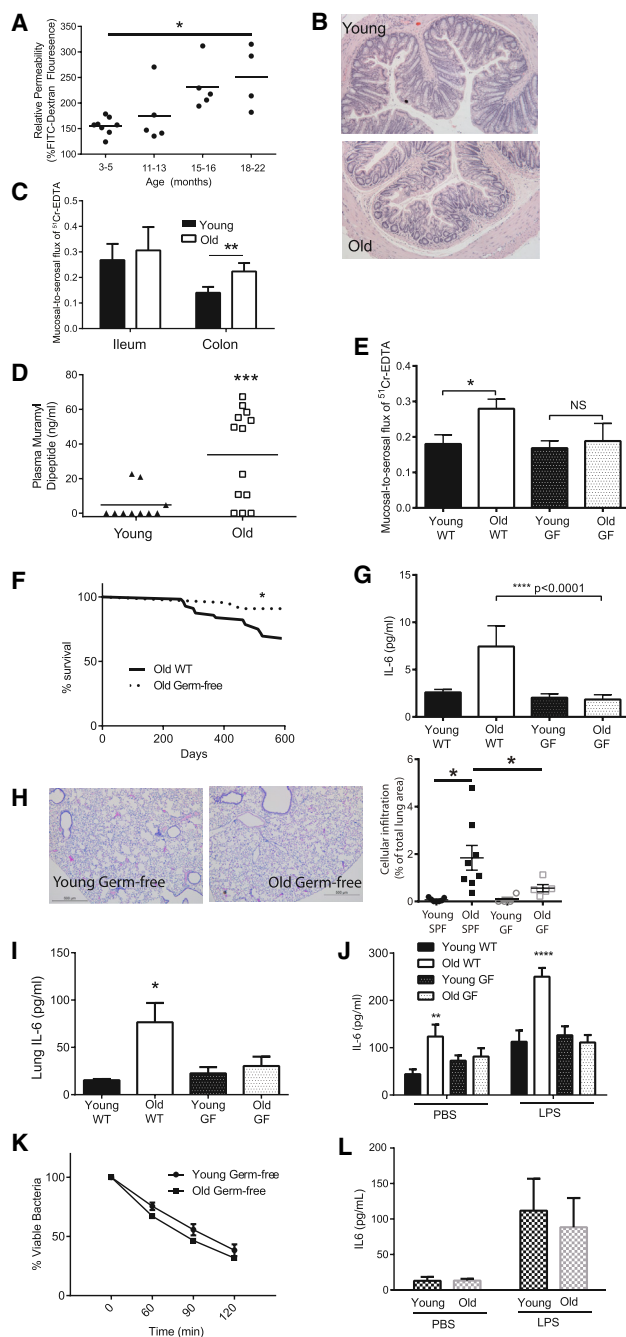 A
*
Relative Permeability
(%FITC-Dextran Flouresence)
350
300
250
200
150
100
3-5
11-13
15-16
18-22
Age (months)
B
Young
Old
C
Mucosal-to-serosal flux of ⁵¹Cr-EDTA
0.5
0.4
0.3
0.2
0.1
0.0
Young
Old
**
Ileum
Colon
D
Plasma Muramyl
Dipeptide (ng/ml)
80
60
40
20
0
***
Young
Old
E
Mucosal-to-serosal flux of ⁵¹Cr-EDTA
0.4
0.3
0.2
0.1
0.0
*
NS
Young
WT
Old
WT
Young
GF
Old
GF
F
% survival
100
50
0
*
Old WT
Old Germ-free
0
200
400
600
Days
G
IL-6 (pg/ml)
15
10
5
0
**** p<0.0001
Young
WT
Old
WT
Young
GF
Old
GF
H
Young Germ-free
Old Germ-free
Cellular infiltration
(% of total lung area)
6
4
2
0
*
*
Young
SPF
Old
SPF
Young
GF
Old
GF
I
Lung IL-6 (pg/ml)
150
100
50
0
*
Young
WT
Old
WT
Young
GF
Old
GF
J
Young WT
Old WT
Young GF
Old GF
IL-6 (pg/ml)
300
200
100
0
**
****
PBS
LPS
K
% Viable Bacteria
100
50
0
Young Germ-free
Old Germ-free
0
60
90
120
Time (min)
L
IL6 (pg/mL)
200
150
100
50
0
Young
Old
Young
Old
PBS
LPS